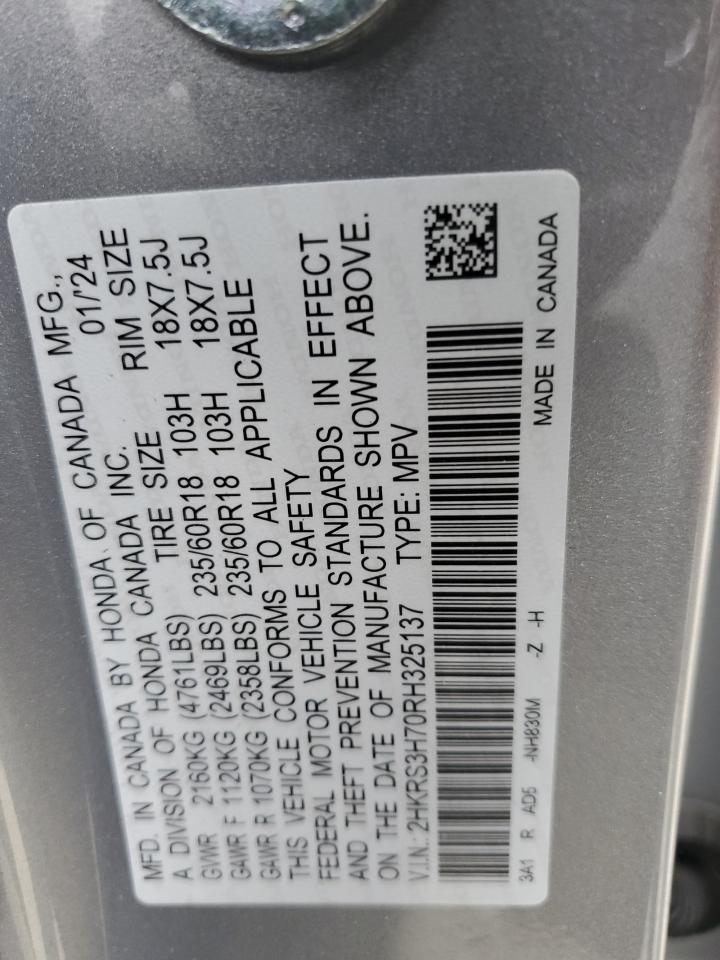 MFD. IN CANADA BY HONDA OF CANADA MFG.,
A DIVISION OF HONDA CANADA INC. 01/'24
TIRE SIZE RIM SIZE
GVWR 2160KG (4761LBS)
GAWR F 1120KG (2469LBS) 235/60R18 103H 18X7.5J
GAWR R 1070KG (2358LBS) 235/60R18 103H 18X7.5J
THIS VEHICLE CONFORMS TO ALL APPLICABLE
FEDERAL MOTOR VEHICLE SAFETY
AND THEFT PREVENTION STANDARDS IN EFFECT
ON THE DATE OF MANUFACTURE SHOWN ABOVE.
V.I.N.: 2HKRS3H70RH325137 TYPE: MPV
3A1 R AD5 -NH830M -Z -H MADE IN CANADA